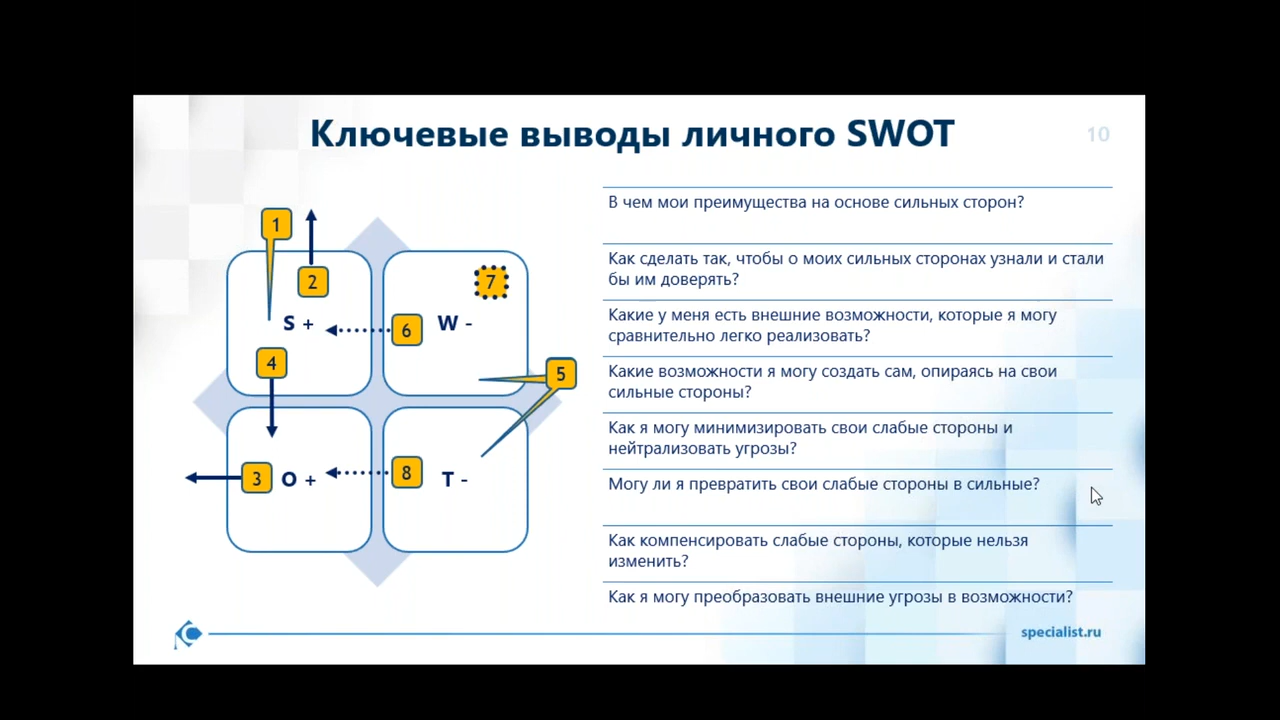 Ключевые выводы личного SWOT
10
1
2
7
S +
6
W -
4
5
3
O +
8
T -
В чем мои преимущества на основе сильных сторон?
Как сделать так, чтобы о моих сильных сторонах узнали и стали
бы им доверять?
Какие у меня есть внешние возможности, которые я могу
сравнительно легко реализовать?
Какие возможности я могу создать сам, опираясь на свои
сильные стороны?
Как я могу минимизировать свои слабые стороны и
нейтрализовать угрозы?
Могу ли я превратить свои слабые стороны в сильные?
Как компенсировать слабые стороны, которые нельзя
изменить?
Как я могу преобразовать внешние угрозы в возможности?
specialist.ru